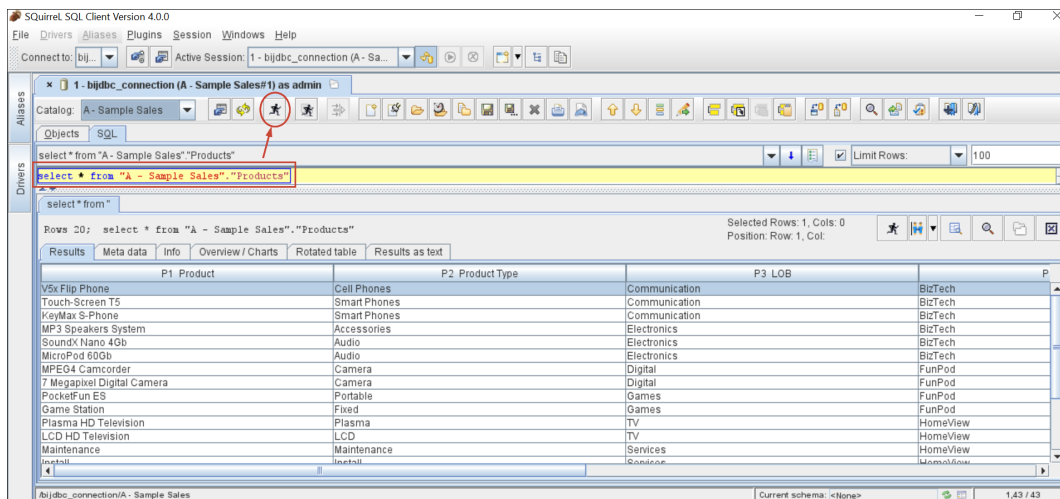 SQuirreL SQL Client Version 4.0.0
File Drivers Aliases Plugins Session Windows Help
Connect to: bij... Active Session: 1 - bijdbc_connection (A - Sa...
1 - bijdbc_connection (A - Sample Sales#1) as admin
Aliases
Drivers
Catalog: A - Sample Sales
Objects SQL
select * from "A - Sample Sales"."Products" Limit Rows: 100
select * from "A - Sample Sales"."Products"
select * from "
Rows 20; select * from "A - Sample Sales"."Products"
Selected Rows: 1, Cols: 0
Position: Row: 1, Col:
Results Meta data Info Overview / Charts Rotated table Results as text
P1 Product P2 Product Type P3 LOB P
V5x Flip Phone Cell Phones Communication BizTech
Touch-Screen T5 Smart Phones Communication BizTech
KeyMax S-Phone Smart Phones Communication BizTech
MP3 Speakers System Accessories Electronics BizTech
SoundX Nano 4Gb Audio Electronics BizTech
MicroPod 60Gb Audio Electronics BizTech
MPEG4 Camcorder Camera Digital FunPod
7 Megapixel Digital Camera Camera Digital FunPod
PocketFun ES Portable Games FunPod
Game Station Fixed Games FunPod
Plasma HD Television Plasma TV HomeView
LCD HD Television LCD TV HomeView
Maintenance Maintenance Services HomeView
Install Install Services HomeView
/bijdbc_connection/A - Sample Sales Current schema: <None> 1,43 / 43